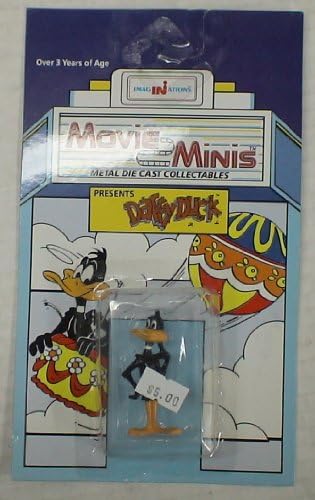 Over 3 Years of Age
IMAGINATIONS
MOVIE MINIS
METAL DIE CAST COLLECTABLES
PRESENTS
DAFFY DUCK
$5.00